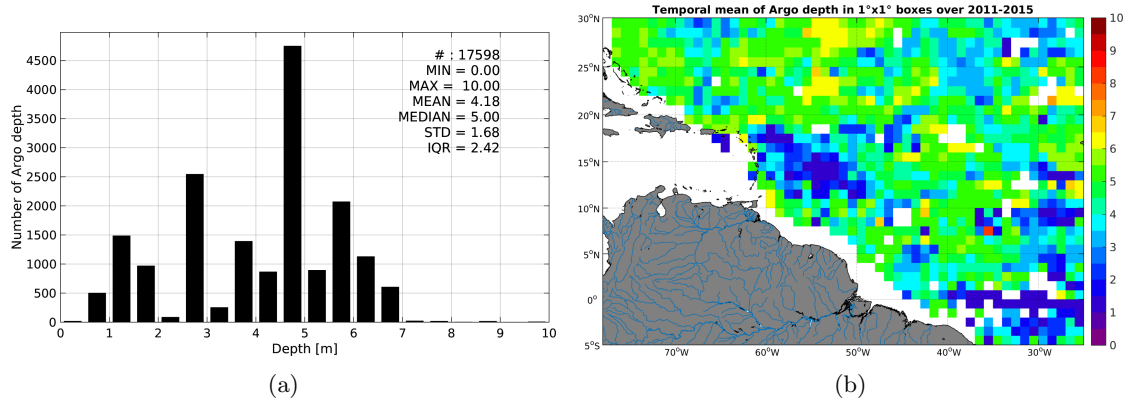 Number of Argo depth
4500
4000
3500
3000
2500
2000
1500
1000
500
0
# : 17598
MIN = 0.00
MAX = 10.00
MEAN = 4.18
MEDIAN = 5.00
STD = 1.68
IQR = 2.42
0 1 2 3 4 5 6 7 8 9 10
Depth [m]
(a)
Temporal mean of Argo depth in 1°x1° boxes over 2011-2015
30°N
25°N
20°N
15°N
10°N
5°N
0°
5°S
70°W 60°W 50°W 40°W 30°W
10
9
8
7
6
5
4
3
2
1
0
(b)